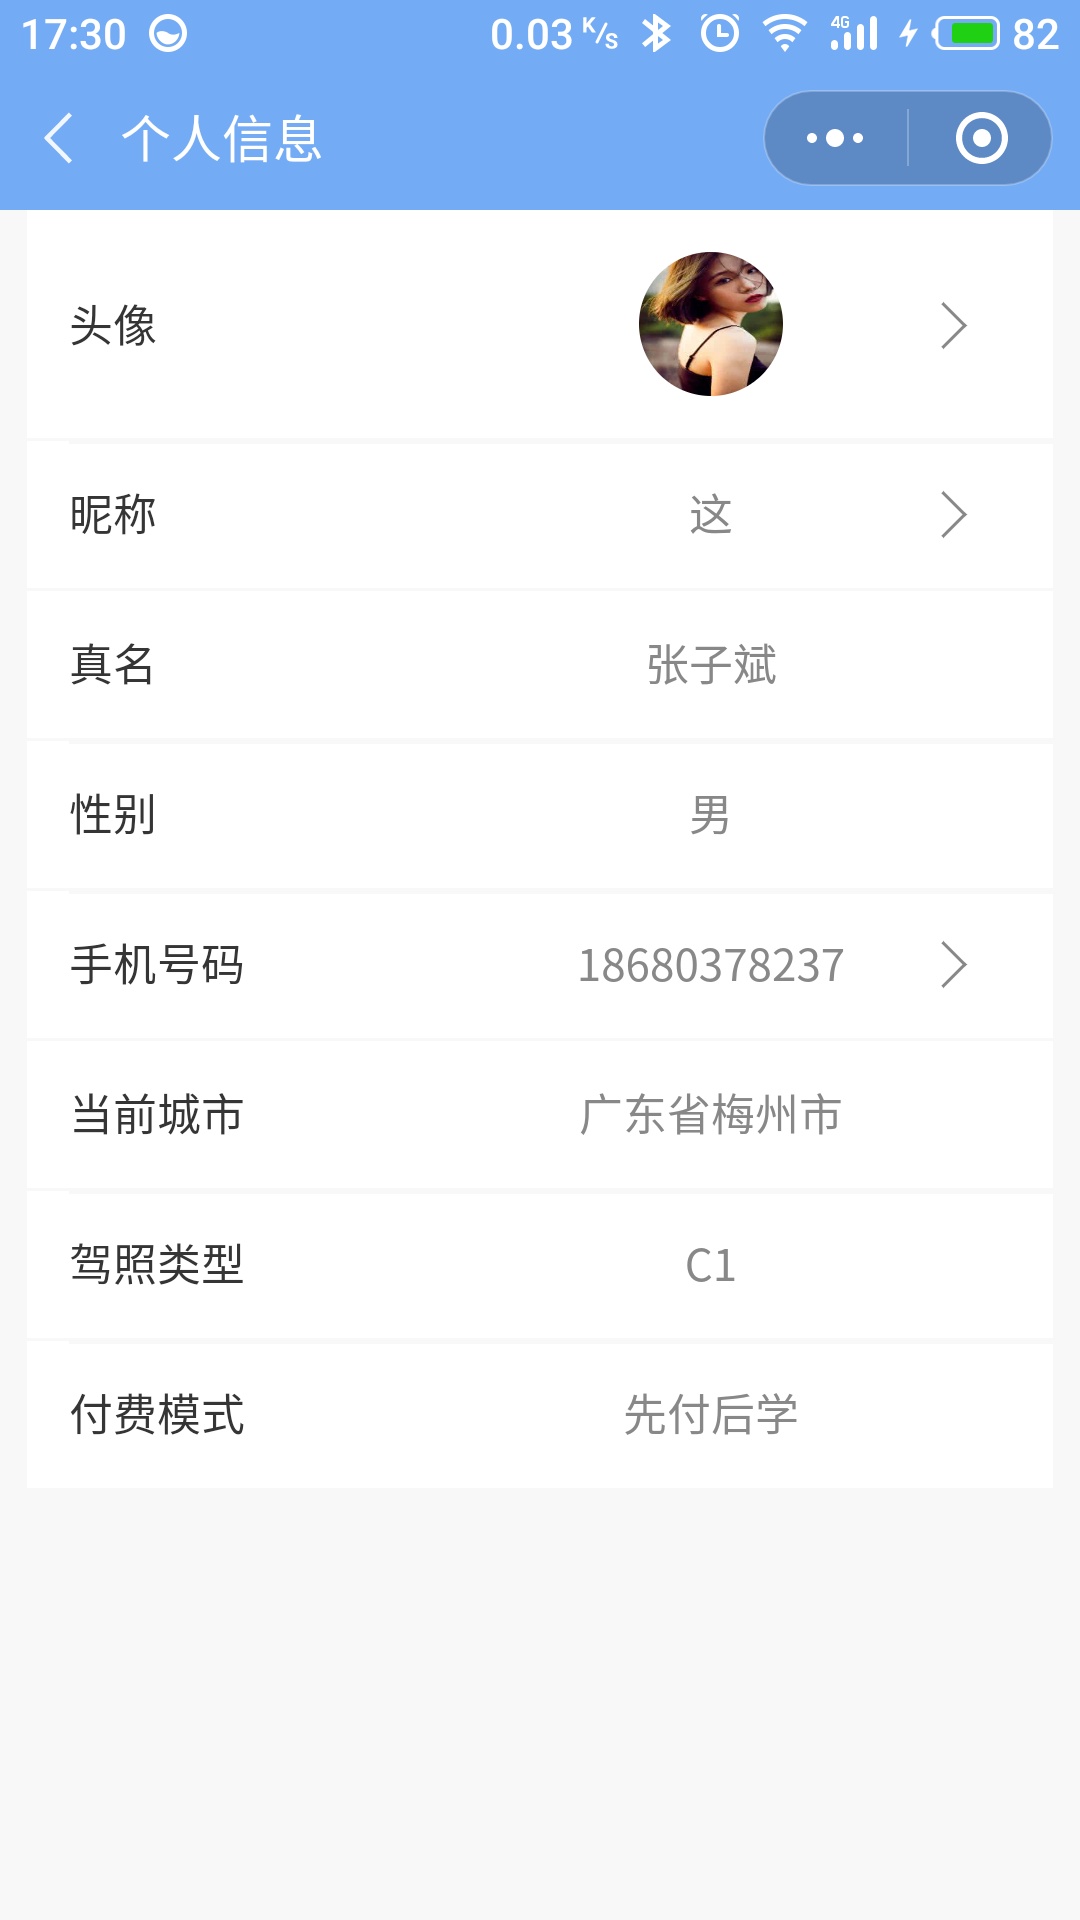 17:30 0.03 K/s 4G 82
个人信息
头像
昵称 这
真名 张子斌
性别 男
手机号码 18680378237
当前城市 广东省梅州市
驾照类型 C1
付费模式 先付后学